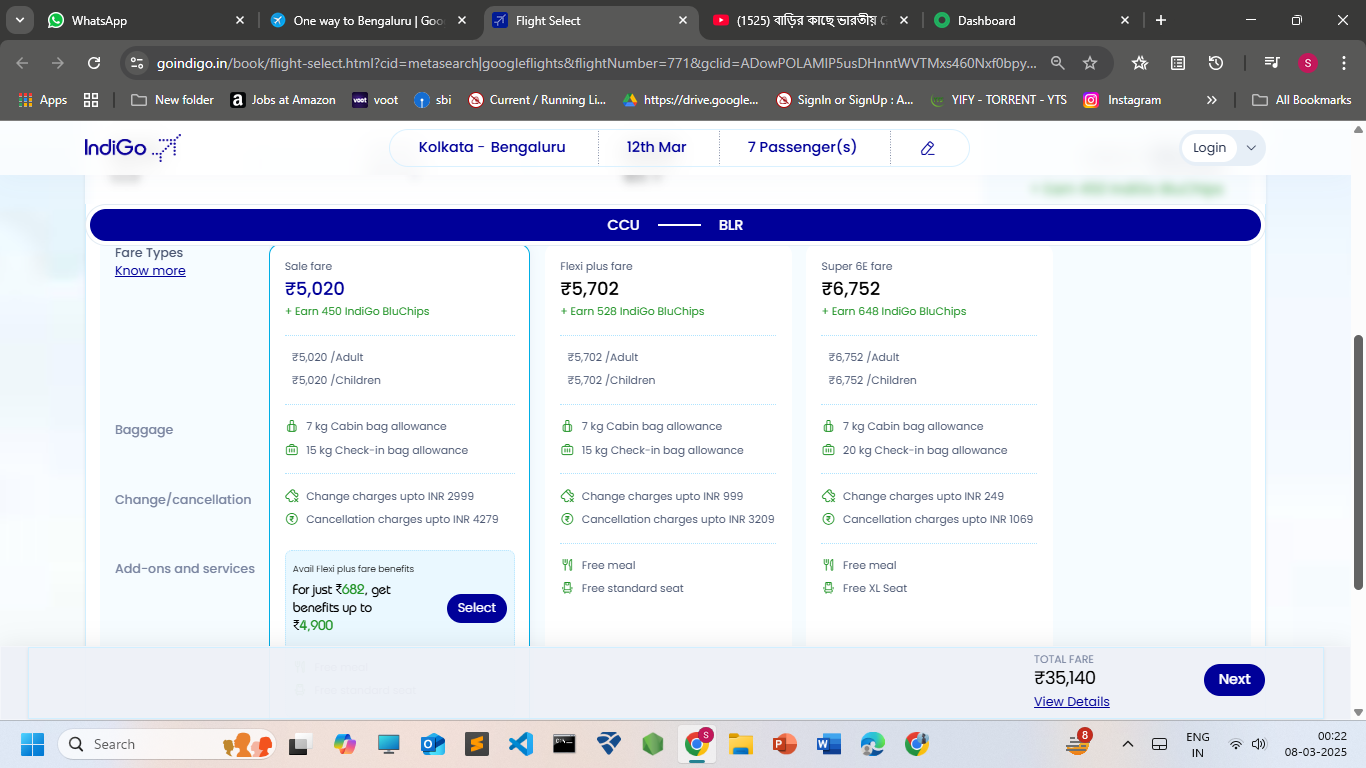 WhatsApp
One way to Bengaluru | Goo
Flight Select
(1525) বাড়ির কাছে ভারতীয়
Dashboard
goindigo.in/book/flight-select.html?cid=metasearch|googleflights&flightNumber=771&gclid=ADowPOLAMIP5usDHnntWVTMxs460Nxf0bpy...
S
Apps
New folder
a
Jobs at Amazon
voot
voot
sbi
Current / Running Li...
https://drive.google...
SignIn or SignUp : A...
YIFY - TORRENT - YTS
Instagram
»
All Bookmarks
IndiGo
Kolkata - Bengaluru
12th Mar
7 Passenger(s)
Login
CCU
BLR
Fare Types
Know more
Sale fare
₹5,020
+ Earn 450 IndiGo BluChips
₹5,020 /Adult
₹5,020 /Children
Flexi plus fare
₹5,702
+ Earn 528 IndiGo BluChips
₹5,702 /Adult
₹5,702 /Children
Super 6E fare
₹6,752
+ Earn 648 IndiGo BluChips
₹6,752 /Adult
₹6,752 /Children
Baggage
7 kg Cabin bag allowance
15 kg Check-in bag allowance
7 kg Cabin bag allowance
15 kg Check-in bag allowance
7 kg Cabin bag allowance
20 kg Check-in bag allowance
Change/cancellation
Change charges upto INR 2999
Cancellation charges upto INR 4279
Change charges upto INR 999
Cancellation charges upto INR 3209
Change charges upto INR 249
Cancellation charges upto INR 1069
Add-ons and services
Avail Flexi plus fare benefits
For just ₹682, get
benefits up to
₹4,900
Select
Free meal
Free standard seat
Free meal
Free XL Seat
TOTAL FARE
₹35,140
View Details
Next
Search
S
8
ENG
IN
00:22
08-03-2025